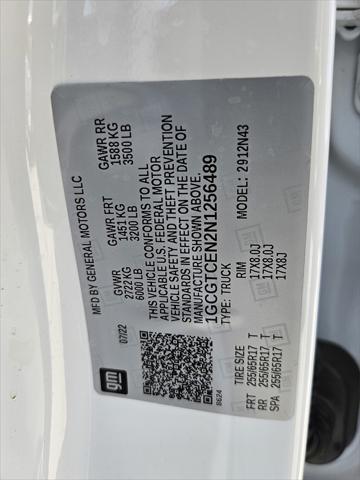 gm
MFD BY GENERAL MOTORS LLC
07/22
GVWR
2722 KG
6000 LB
GAWR FRT
1451 KG
3200 LB
GAWR RR
1588 KG
3500 LB
THIS VEHICLE CONFORMS TO ALL
APPLICABLE U.S. FEDERAL MOTOR
VEHICLE SAFETY AND THEFT PREVENTION
STANDARDS IN EFFECT ON THE DATE OF
MANUFACTURE SHOWN ABOVE.
1GCGTCEN2N1256489
8624
TYPE: TRUCK
MODEL: 2912N43
TIRE SIZE RIM
FRT 255/65R17 T 17X8.0J
RR 255/65R17 T 17X8.0J
SPA 255/65R17 T 17X8J